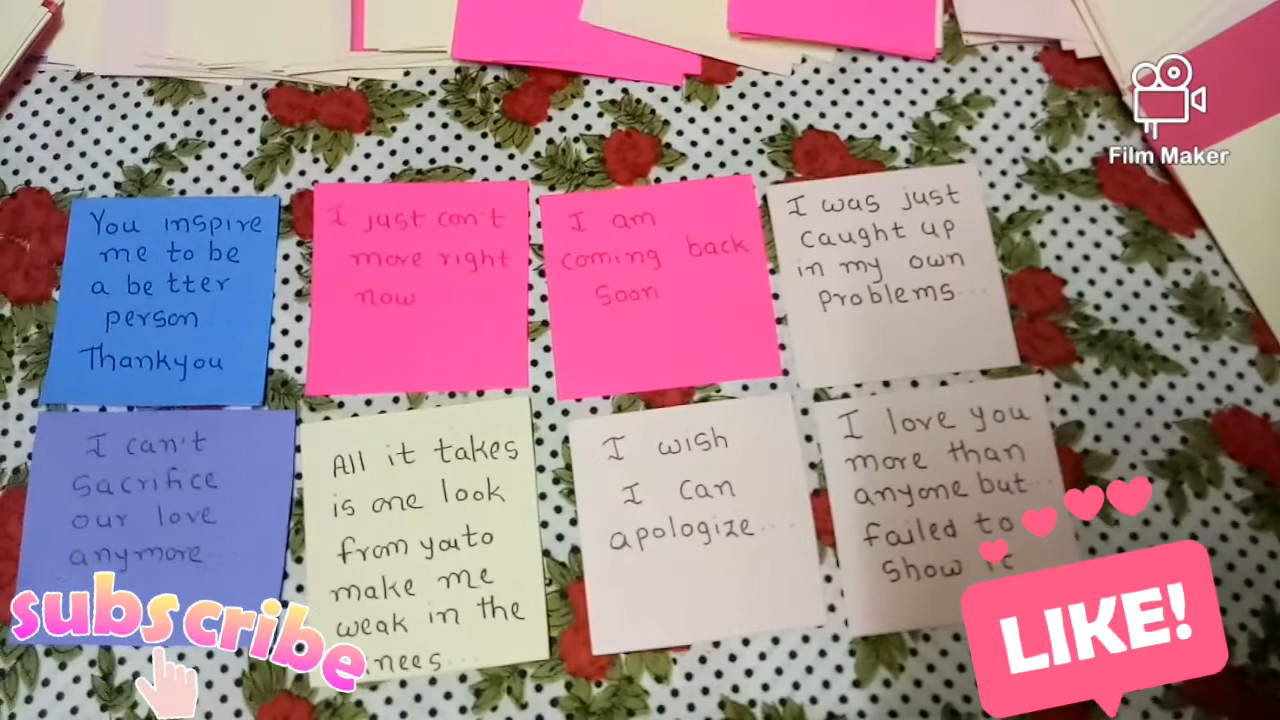 Film Maker
You inspire
me to be
a better
person
Thankyou
I just can't
move right
now
I am
coming back
soon
I was just
caught up
in my own
problems...
I can't
sacrifice
our love
anymore....
All it takes
is one look
from you to
make me
weak in the
nees...
I wish
I can
apologize....
I love you
more than
anyone but...
failed to
show it
subscribe
LIKE!